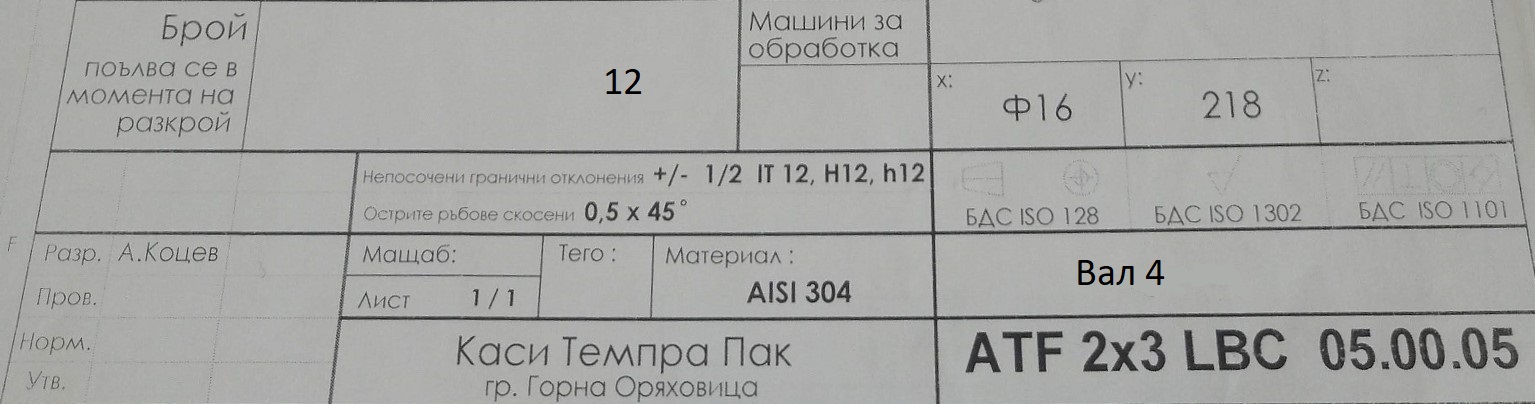 Брой
поълва се в
момента на
разкрой
12
Машини за
обработка
x:
Ф16
y:
218
z:
Непосочени гранични отклонения +/- 1/2 IT 12, H12, h12
Острите ръбове скосени 0,5 x 45°
БДС ISO 128
БДС ISO 1302
БДС ISO 1101
F
Разр. А.Коцев
Пров.
Норм.
Утв.
Мащаб:
Лист 1 / 1
Тего :
Материал :
AISI 304
Вал 4
Каси Темпра Пак
гр. Горна Оряховица
ATF 2x3 LBC 05.00.05